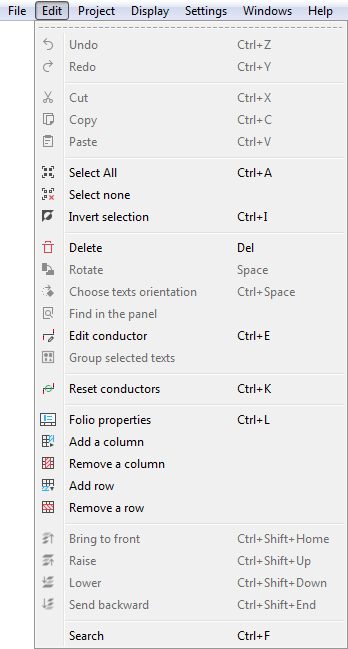 File Edit Project Display Settings Windows Help
Undo Ctrl+Z
Redo Ctrl+Y
Cut Ctrl+X
Copy Ctrl+C
Paste Ctrl+V
Select All Ctrl+A
Select none
Invert selection Ctrl+I
Delete Del
Rotate Space
Choose texts orientation Ctrl+Space
Find in the panel
Edit conductor Ctrl+E
Group selected texts
Reset conductors Ctrl+K
Folio properties Ctrl+L
Add a column
Remove a column
Add row
Remove a row
Bring to front Ctrl+Shift+Home
Raise Ctrl+Shift+Up
Lower Ctrl+Shift+Down
Send backward Ctrl+Shift+End
Search Ctrl+F